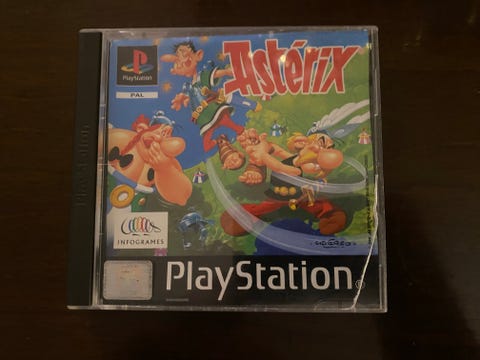 PlayStation
PAL
Astérix
INFOGRAMES
PlayStation